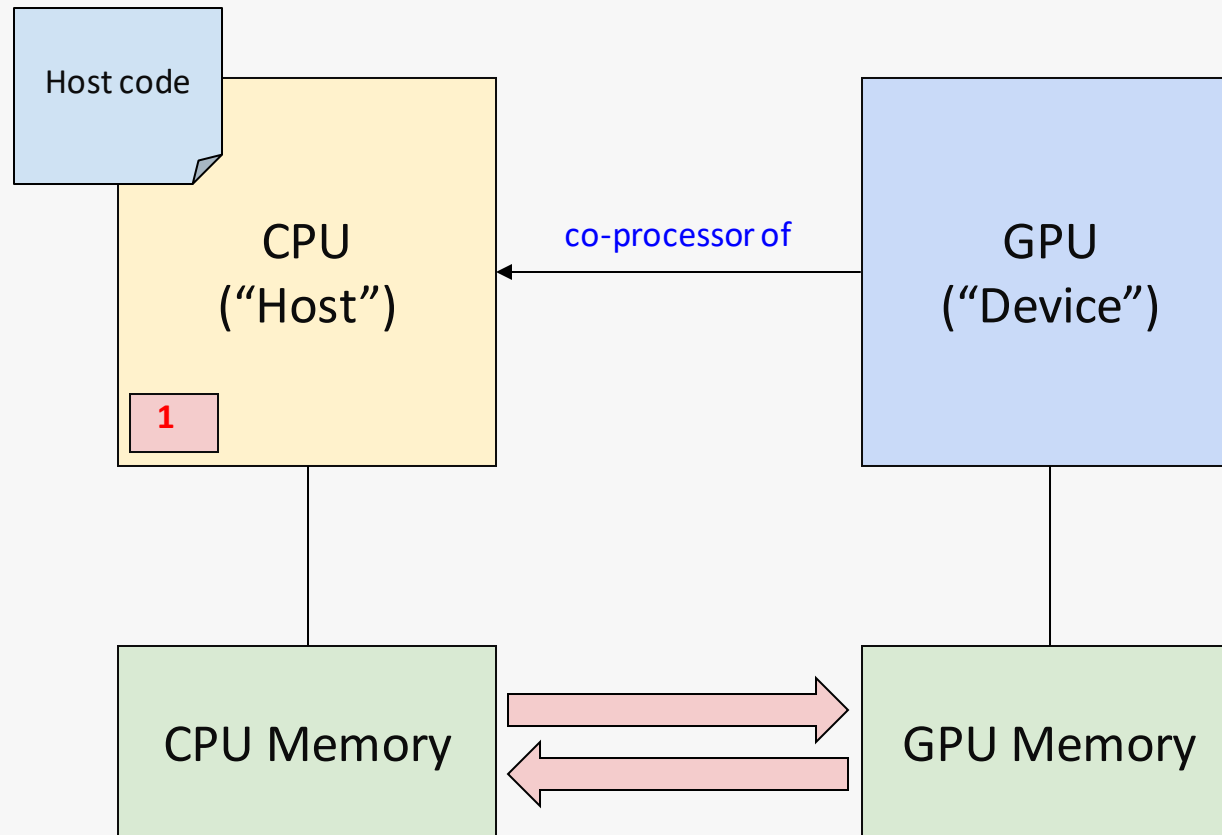 Host code
CPU
(“Host”)
co-processor of
GPU
(“Device”)
1
CPU Memory
GPU Memory